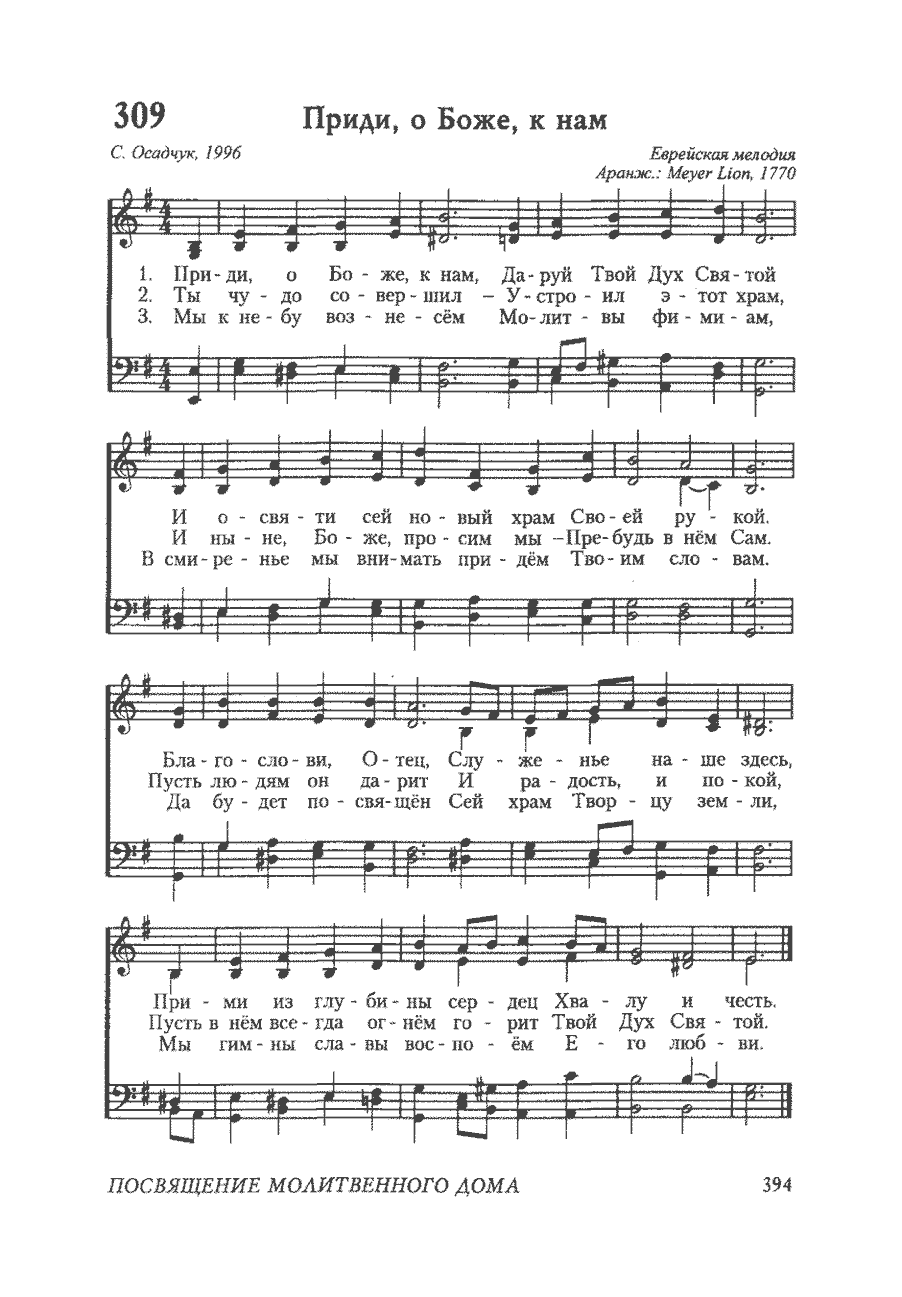 309
Приди, о Боже, к нам
С. Осадчук, 1996
Еврейская мелодия
Аранж.: Meyer Lion, 1770
1. При - ди, о Бо - же, к нам, Да - руй Твой Дух Свя - той
2. Ты чу - до со - вер - шил – У - стро - ил э - тот храм,
3. Мы к не - бу воз - не - сём Мо - лит - вы фи - ми - ам,
И о - свя - ти сей но - вый храм Сво - ей ру - кой.
И ны - не, Бо - же, про - сим мы – Пре - будь в нём Сам.
В сми - ре - нье мы вни - мать при - дём Тво - им сло - вам.
Бла - го - сло - ви, О - тец, Слу - же - нье на - ше здесь,
Пусть лю - дям он да - рит И ра - дость, и по - кой,
Да бу - дет по - свя - щён Сей храм Твор - цу зем - ли,
При - ми из глу - би - ны сер - дец Хва - лу и честь.
Пусть в нём все - гда ог - нём го - рит Твой Дух Свя - той.
Мы гим - ны сла - вы вос - по - ём Е - го люб - ви.
ПОСВЯЩЕНИЕ МОЛИТВЕННОГО ДОМА
394